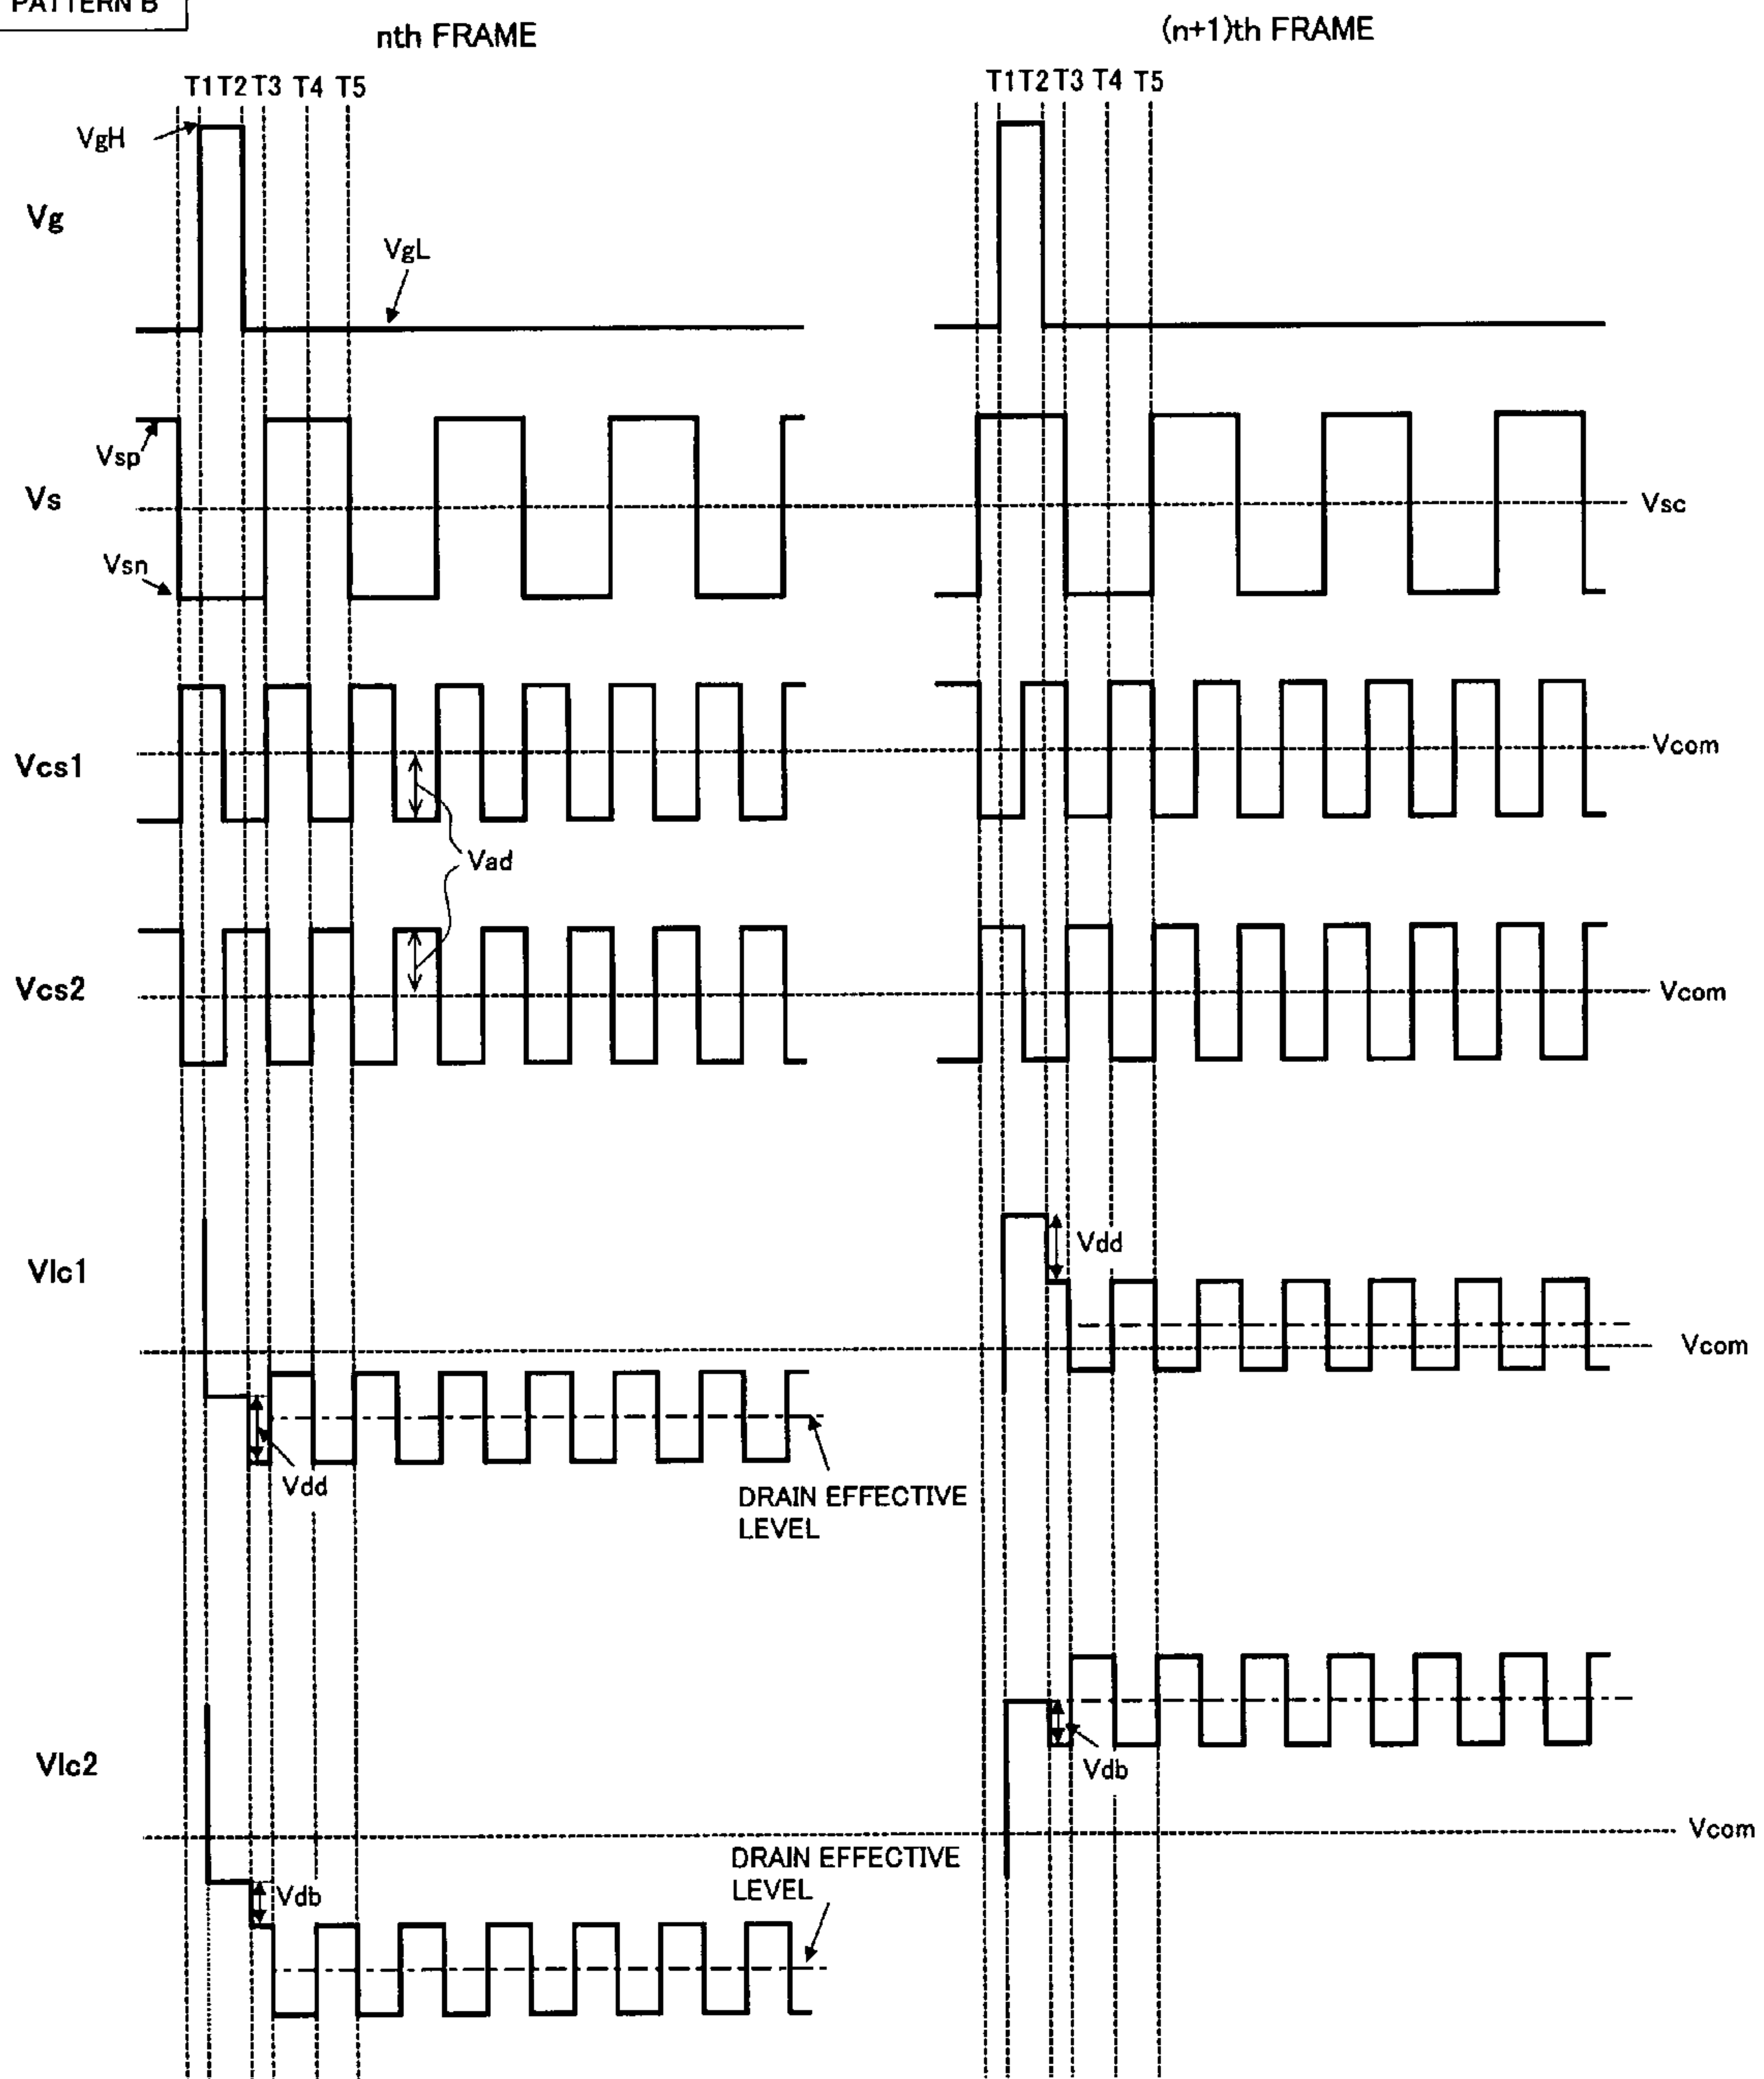 PATTERN B
nth FRAME
(n+1)th FRAME
T1 T2 T3 T4 T5
T1 T2 T3 T4 T5
VgH
Vg
VgL
Vsp
Vs
Vsc
Vsn
Vcs1
Vcom
Vad
Vcs2
Vcom
Vdd
Vlc1
Vcom
Vdd
DRAIN EFFECTIVE
LEVEL
Vlc2
Vdb
Vcom
DRAIN EFFECTIVE
LEVEL
Vdb